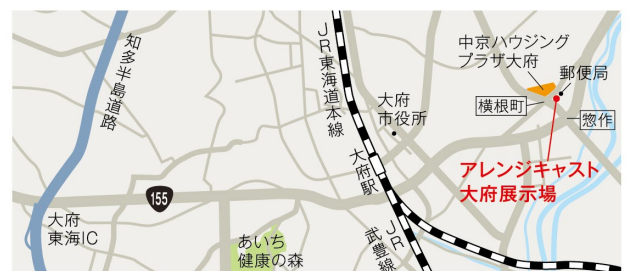 知多半島道路
JR東海道本線
中京ハウジング
プラザ大府
郵便局
横根町
惣作
大府
市役所
大府駅
アレンジキャスト
大府展示場
155
大府
東海IC
あいち
健康の森
JR
武豊線